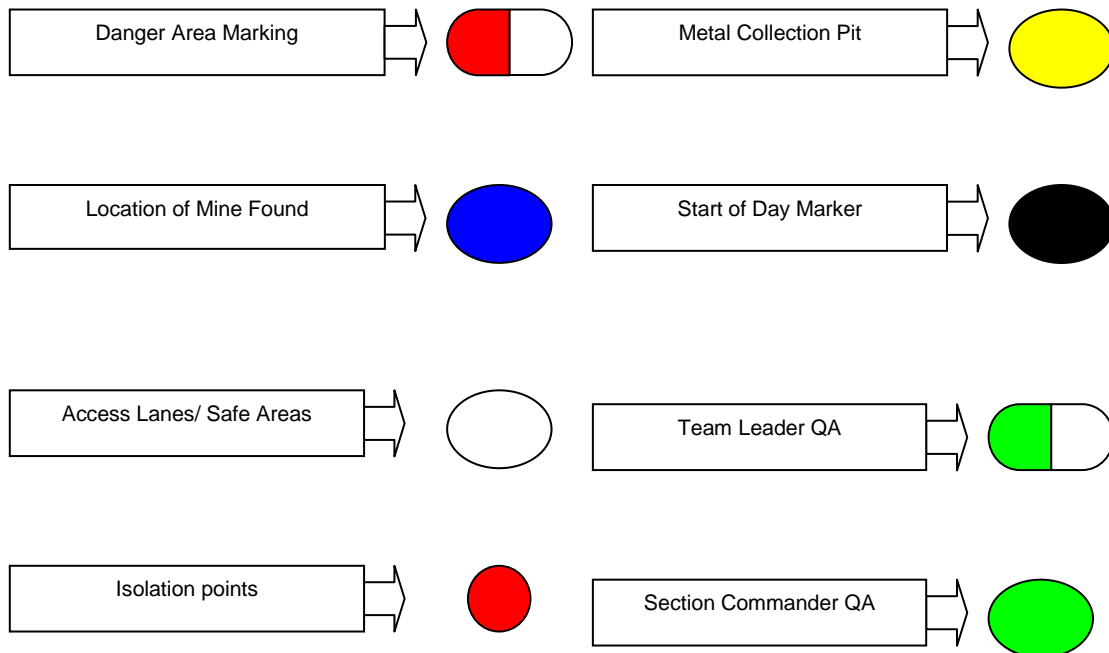 Danger Area Marking
Metal Collection Pit
Location of Mine Found
Start of Day Marker
Access Lanes/ Safe Areas
Team Leader QA
Isolation points
Section Commander QA